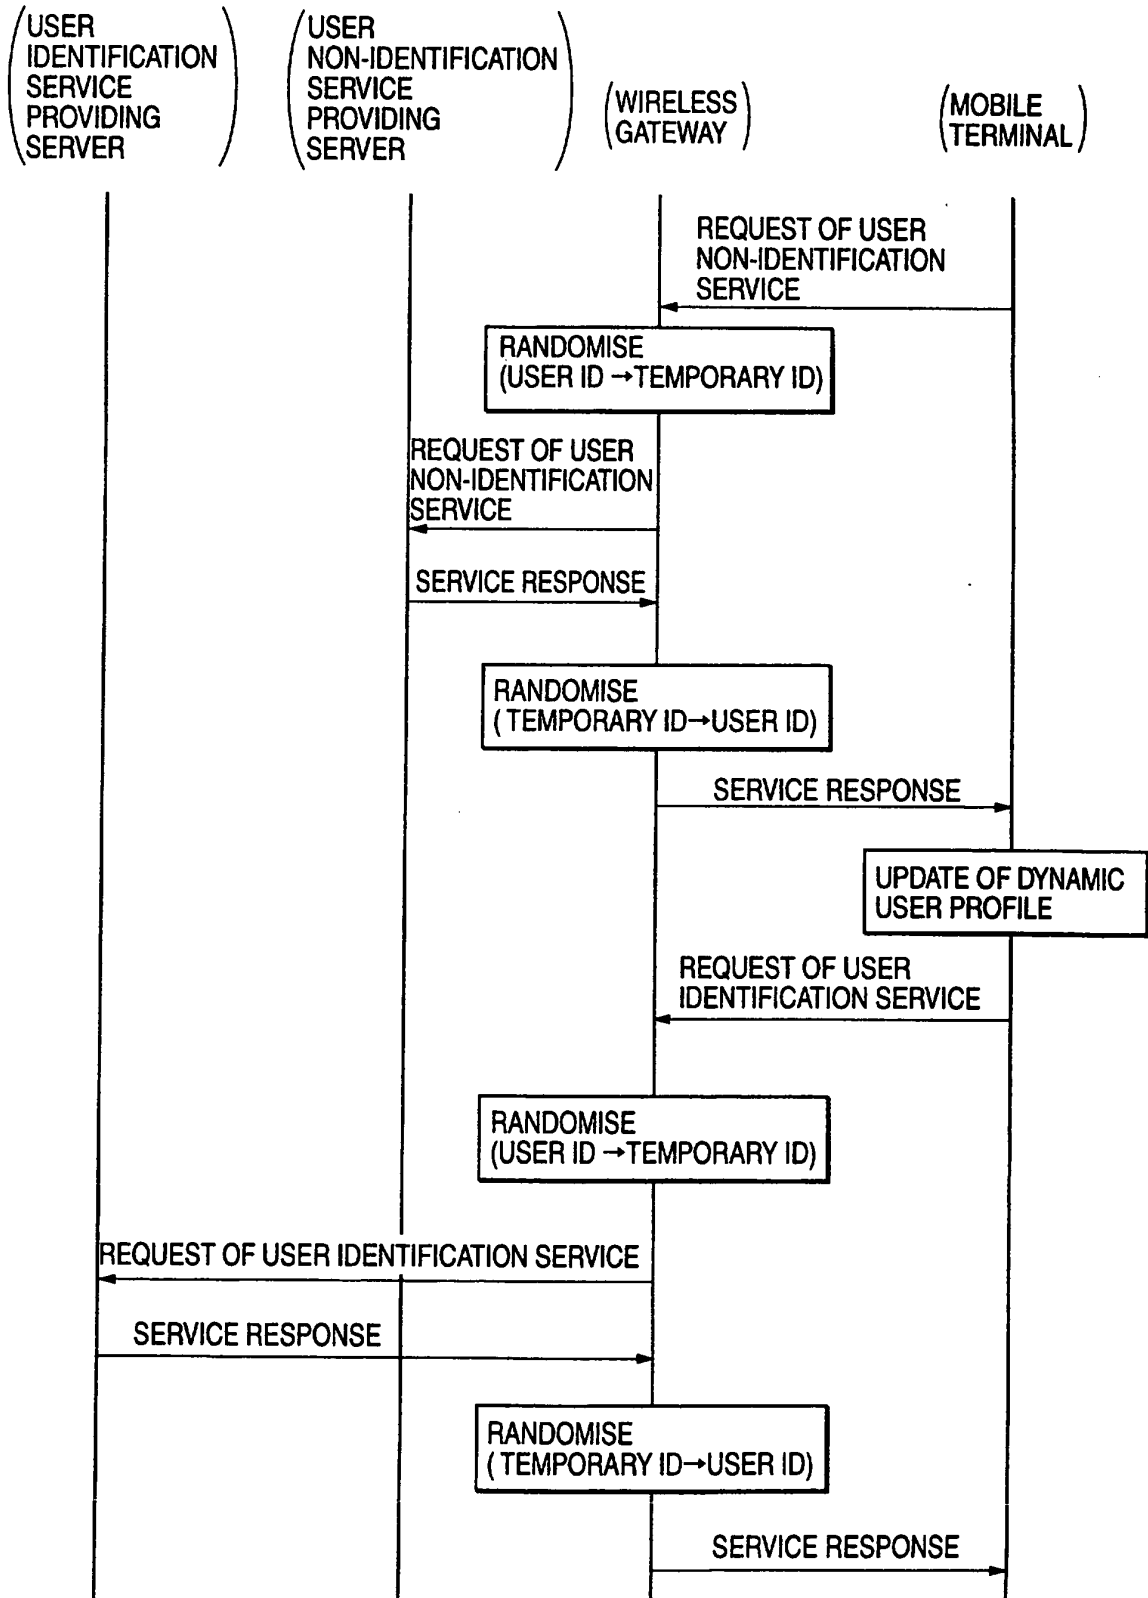 (USER
IDENTIFICATION
SERVICE
PROVIDING
SERVER)
(USER
NON-IDENTIFICATION
SERVICE
PROVIDING
SERVER)
(WIRELESS
GATEWAY)
(MOBILE
TERMINAL)
REQUEST OF USER
NON-IDENTIFICATION
SERVICE
RANDOMISE
(USER ID →TEMPORARY ID)
REQUEST OF USER
NON-IDENTIFICATION
SERVICE
SERVICE RESPONSE
RANDOMISE
( TEMPORARY ID→USER ID)
SERVICE RESPONSE
UPDATE OF DYNAMIC
USER PROFILE
REQUEST OF USER
IDENTIFICATION SERVICE
RANDOMISE
(USER ID →TEMPORARY ID)
REQUEST OF USER IDENTIFICATION SERVICE
SERVICE RESPONSE
RANDOMISE
( TEMPORARY ID→USER ID)
SERVICE RESPONSE